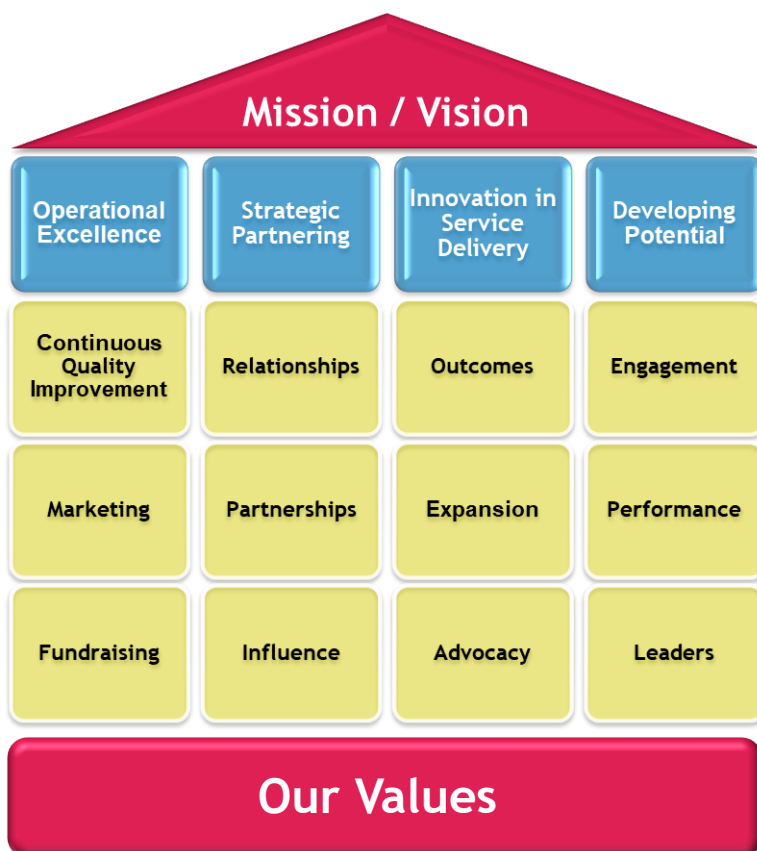 Mission / Vision
Operational
Excellence
Strategic
Partnering
Innovation in
Service
Delivery
Developing
Potential
Continuous
Quality
Improvement
Relationships
Outcomes
Engagement
Marketing
Partnerships
Expansion
Performance
Fundraising
Influence
Advocacy
Leaders
Our Values